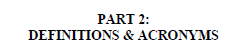 PART 2:
DEFINITIONS & ACRONYMS